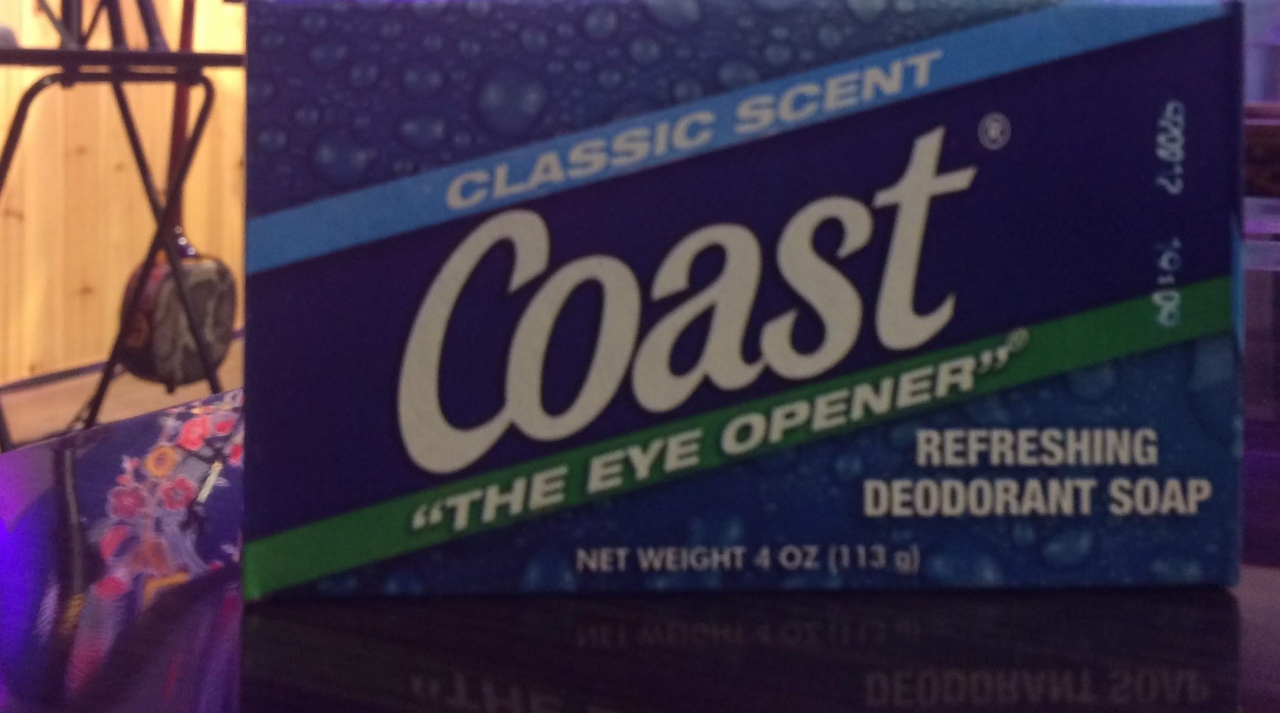 CLASSIC SCENT
Coast®
"THE EYE OPENER"®
REFRESHING
DEODORANT SOAP
NET WEIGHT 4 OZ (113 g)